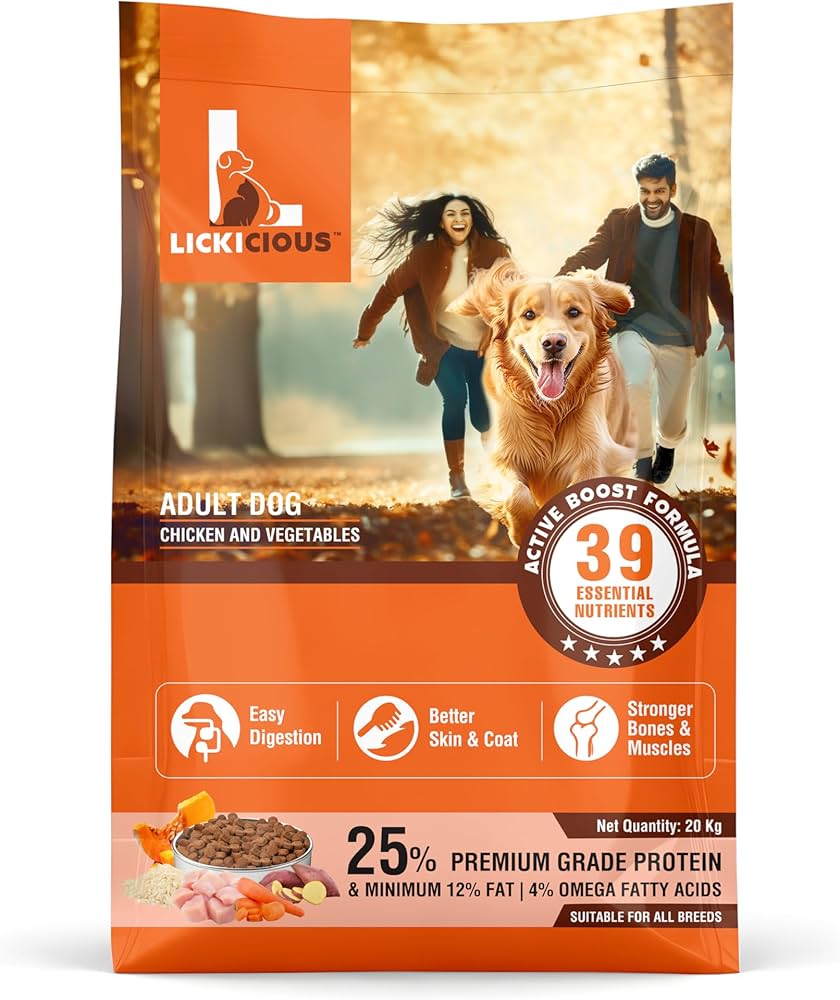 LICKICIOUS™
ADULT DOG
CHICKEN AND VEGETABLES
ACTIVE BOOST FORMULA
39
ESSENTIAL
NUTRIENTS
Easy
Digestion
Better
Skin & Coat
Stronger
Bones &
Muscles
Net Quantity: 20 Kg
25% PREMIUM GRADE PROTEIN
& MINIMUM 12% FAT | 4% OMEGA FATTY ACIDS
SUITABLE FOR ALL BREEDS